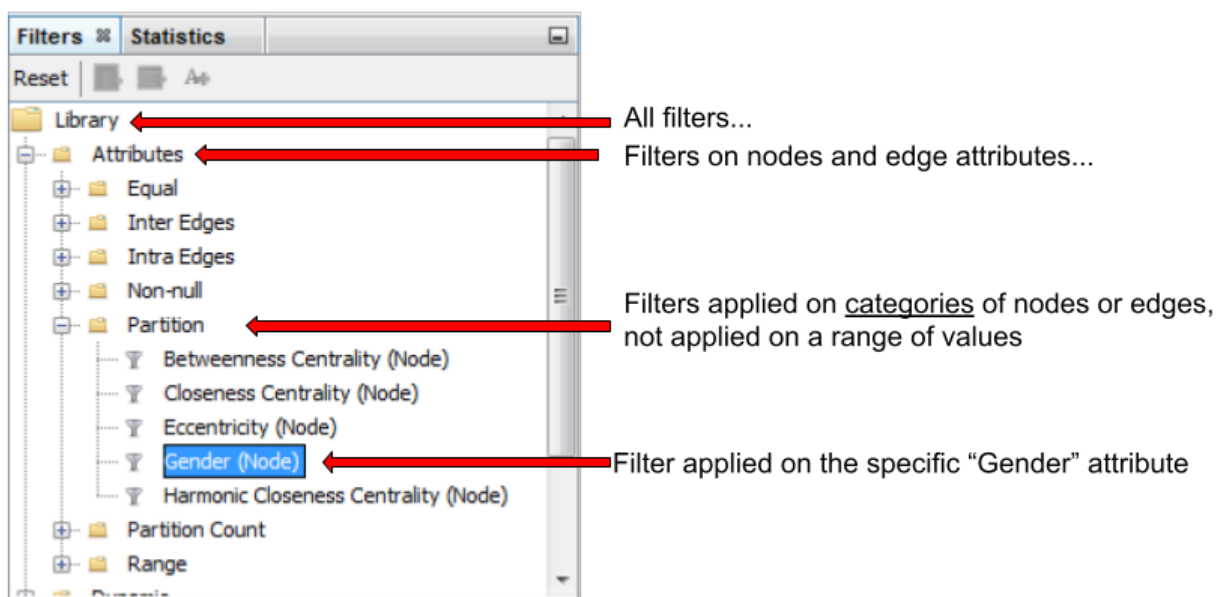 Filters Statistics
Reset
Library
All filters...
Attributes
Filters on nodes and edge attributes...
Equal
Inter Edges
Intra Edges
Non-null
Partition
Filters applied on categories of nodes or edges,
not applied on a range of values
Betweenness Centrality (Node)
Closeness Centrality (Node)
Eccentricity (Node)
Gender (Node)
Filter applied on the specific “Gender” attribute
Harmonic Closeness Centrality (Node)
Partition Count
Range